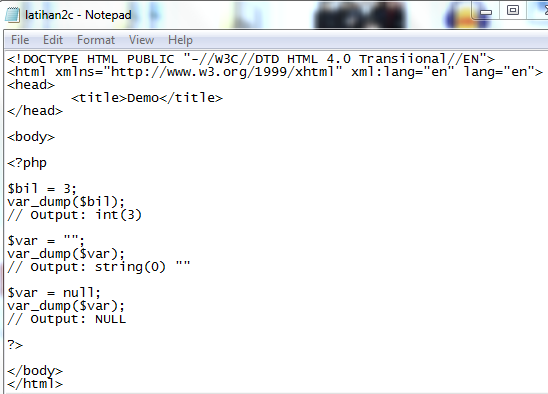 latihan2c - Notepad
File Edit Format View Help
<!DOCTYPE HTML PUBLIC "-//W3C//DTD HTML 4.0 Transiional//EN">
<html xmlns="http://www.w3.org/1999/xhtml" xml:lang="en" lang="en">
<head>
        <title>Demo</title>
</head>

<body>

<?php

$bil = 3;
var_dump($bil);
// Output: int(3)

$var = "";
var_dump($var);
// Output: string(0) ""

$var = null;
var_dump($var);
// Output: NULL

?>

</body>
</html>